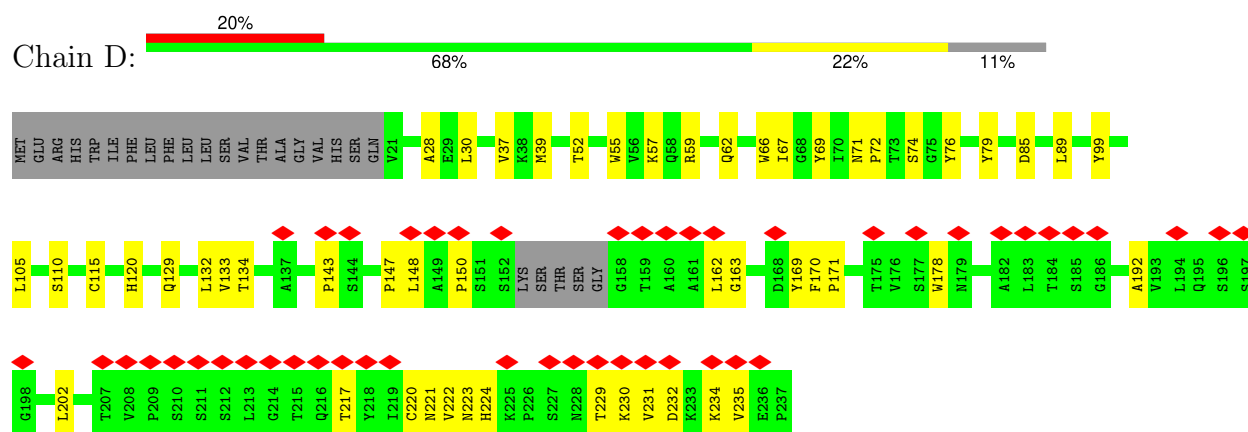 20%
Chain D:
68% 22% 11%
MET GLU ARG HIS TRP ILE PHE LEU LEU PHE LEU LEU SER VAL THR ALA GLY VAL HIS SER GLN V21 A28 E29 L30 V37 K38 M39 T52 W55 V56 K57 Q58 R59 Q62 W66 I67 G68 Y69 I70 N71 P72 T73 S74 G75 Y76 Y79 D85 L89 Y99
L105 S110 C115 H120 Q129 L132 V133 T134 A137 P143 S144 P147 L148 A149 P150 S151 S152 LYS SER THR SER GLY G158 T159 A160 A161 L162 G163 D168 Y169 F170 P171 T175 V176 S177 W178 N179 A182 L183 T184 S185 G186 A192 V193 L194 Q195 S196 S197
G198 L202 T207 V208 P209 S210 S211 S212 L213 G214 T215 Q216 T217 Y218 I219 C220 N221 V222 N223 H224 K225 P226 S227 N228 T229 K230 V231 D232 K233 K234 V235 E236 P237